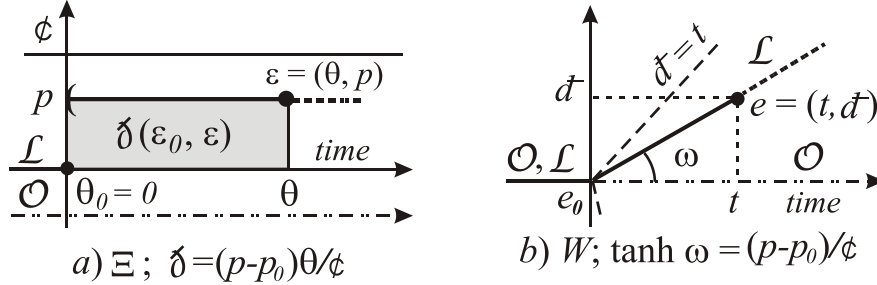 ¢
p
ε = (θ, p)
ð(ε₀, ε)
ℒ
time
𝒪
θ₀ = 0
θ
a) Ξ ; ð =(p-p₀)θ/¢
đ = t
ℒ
đ
e = (t, đ)
𝒪, ℒ
ω
𝒪
e₀
t
time
b) W; tanh ω = (p-p₀)/¢